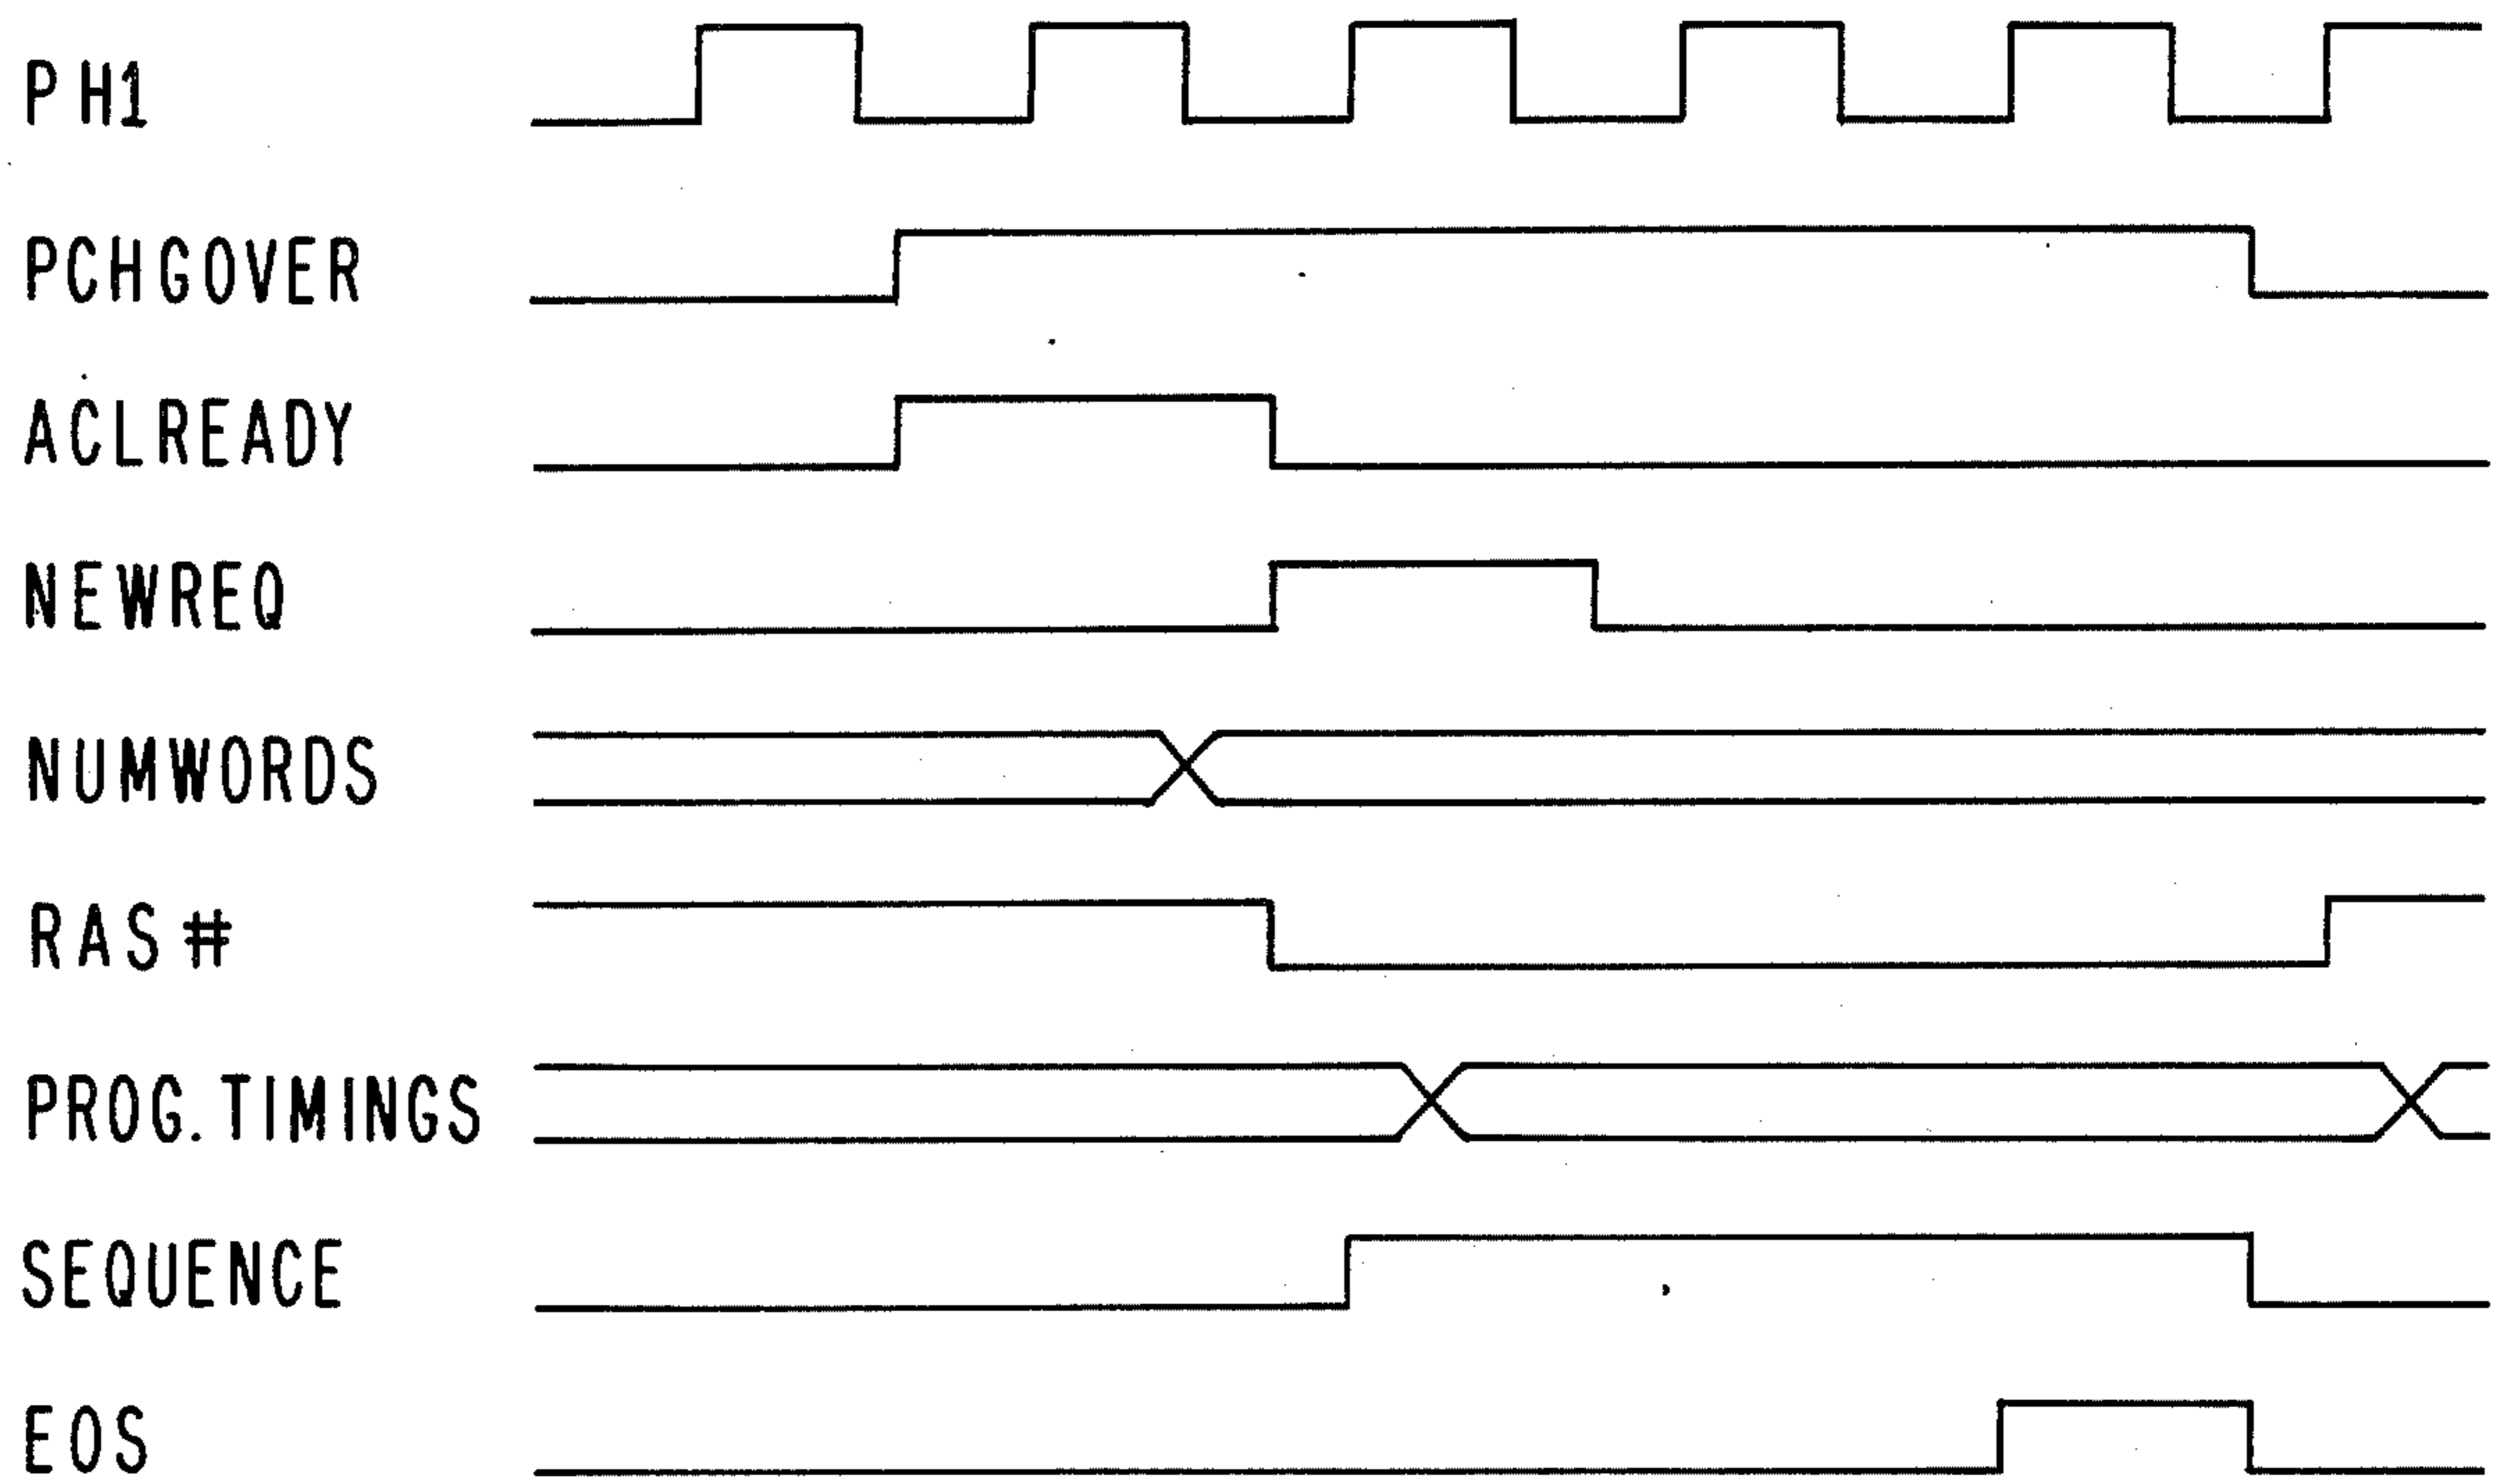 PH1
PCHGOVER
ACLREADY
NEWREQ
NUMWORDS
RAS #
PROG. TIMINGS
SEQUENCE
EOS